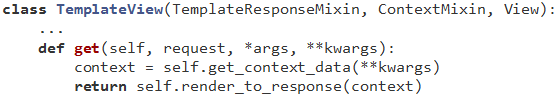 class TemplateView(TemplateResponseMixin, ContextMixin, View):
    ...
    def get(self, request, *args, **kwargs):
        context = self.get_context_data(**kwargs)
        return self.render_to_response(context)